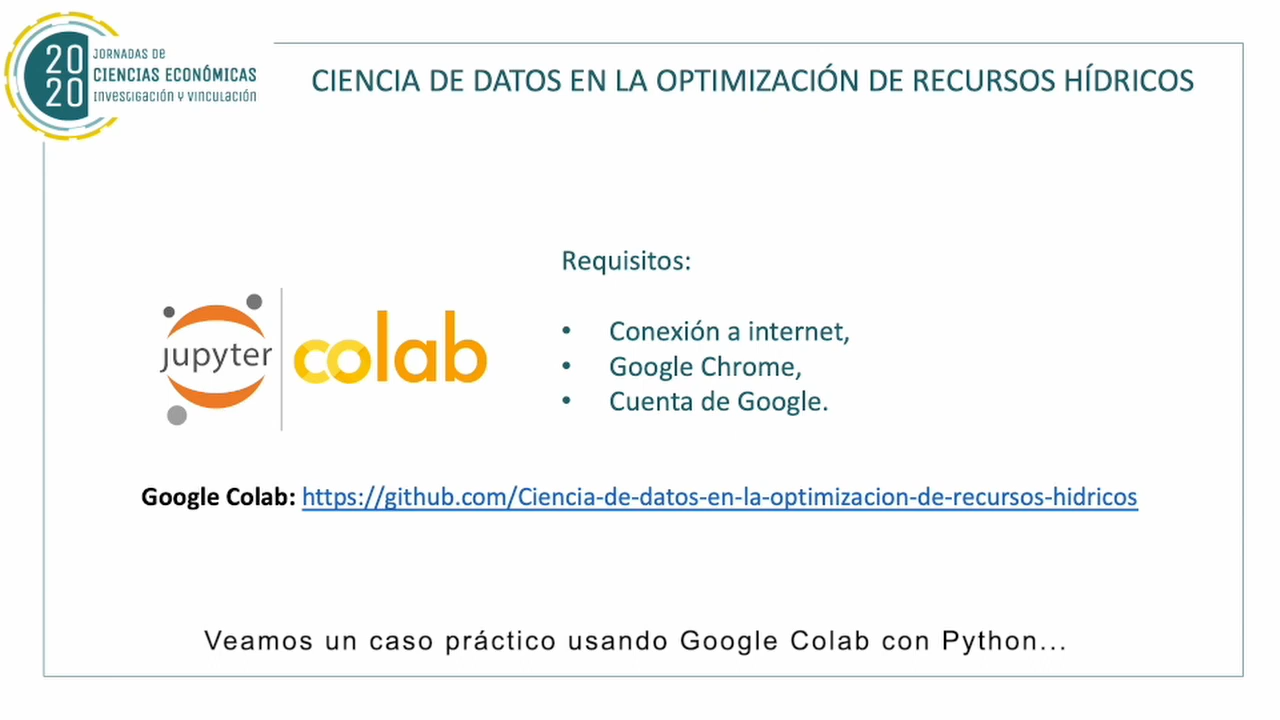 20
20
JORNADAS DE
CIENCIAS ECONÓMICAS
INVESTIGACIÓN Y VINCULACIÓN
CIENCIA DE DATOS EN LA OPTIMIZACIÓN DE RECURSOS HÍDRICOS
Requisitos:
• Conexión a internet,
• Google Chrome,
• Cuenta de Google.
jupyter
colab
Google Colab: https://github.com/Ciencia-de-datos-en-la-optimizacion-de-recursos-hidricos
Veamos un caso práctico usando Google Colab con Python...